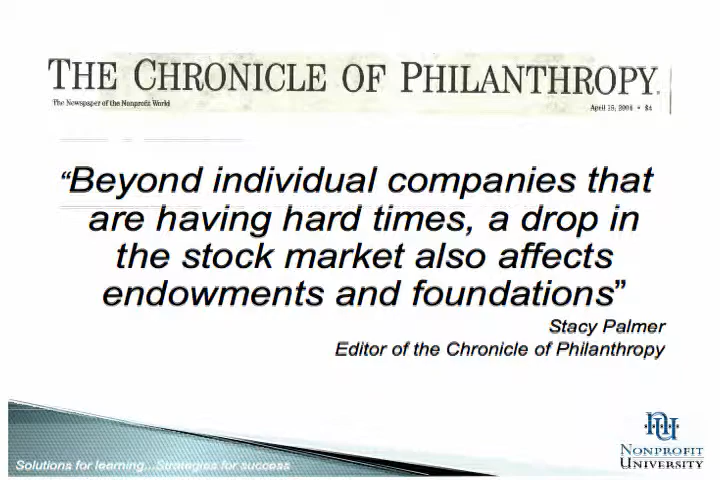 THE CHRONICLE OF PHILANTHROPY.
The Newspaper of the Nonprofit World
April 15, 2004 • $4
“Beyond individual companies that
are having hard times, a drop in
the stock market also affects
endowments and foundations”
Stacy Palmer
Editor of the Chronicle of Philanthropy
NU
NONPROFIT
UNIVERSITY
Solutions for learning...Strategies for success